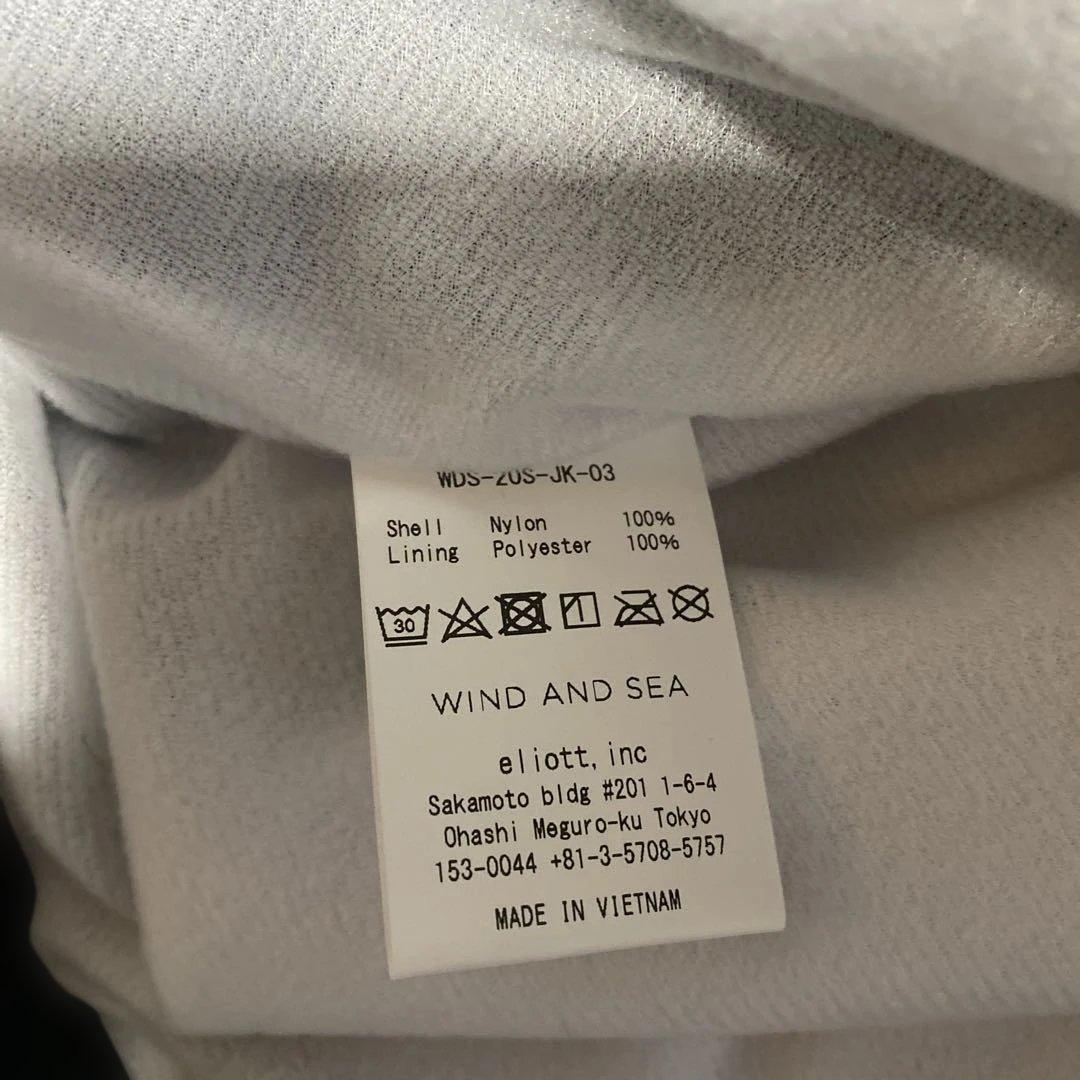 WDS-20S-JK-03
Shell Nylon 100%
Lining Polyester 100%
30
WIND AND SEA
eliott, inc
Sakamoto bldg #201 1-6-4
Ohashi Meguro-ku Tokyo
153-0044 +81-3-5708-5757
MADE IN VIETNAM